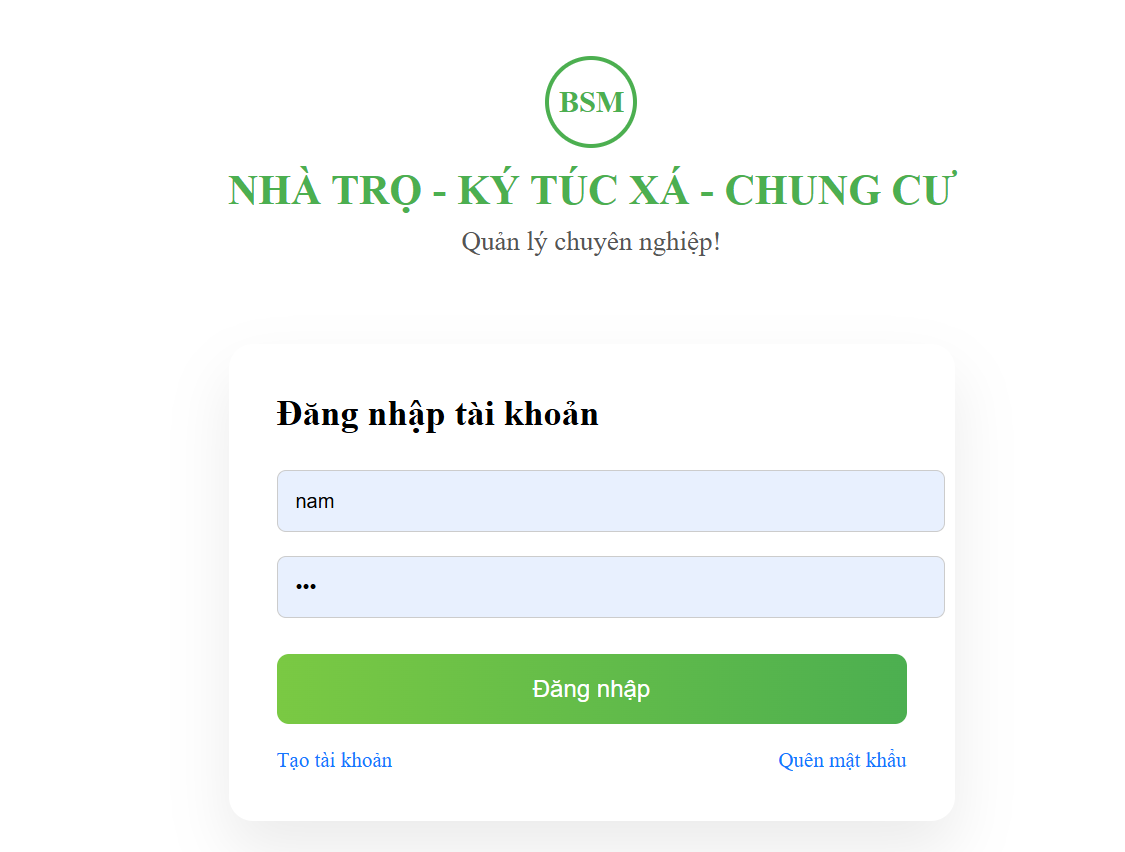 BSM
NHÀ TRỌ - KÝ TÚC XÁ - CHUNG CƯ
Quản lý chuyên nghiệp!
Đăng nhập tài khoản
nam
•••
Đăng nhập
Tạo tài khoản
Quên mật khẩu